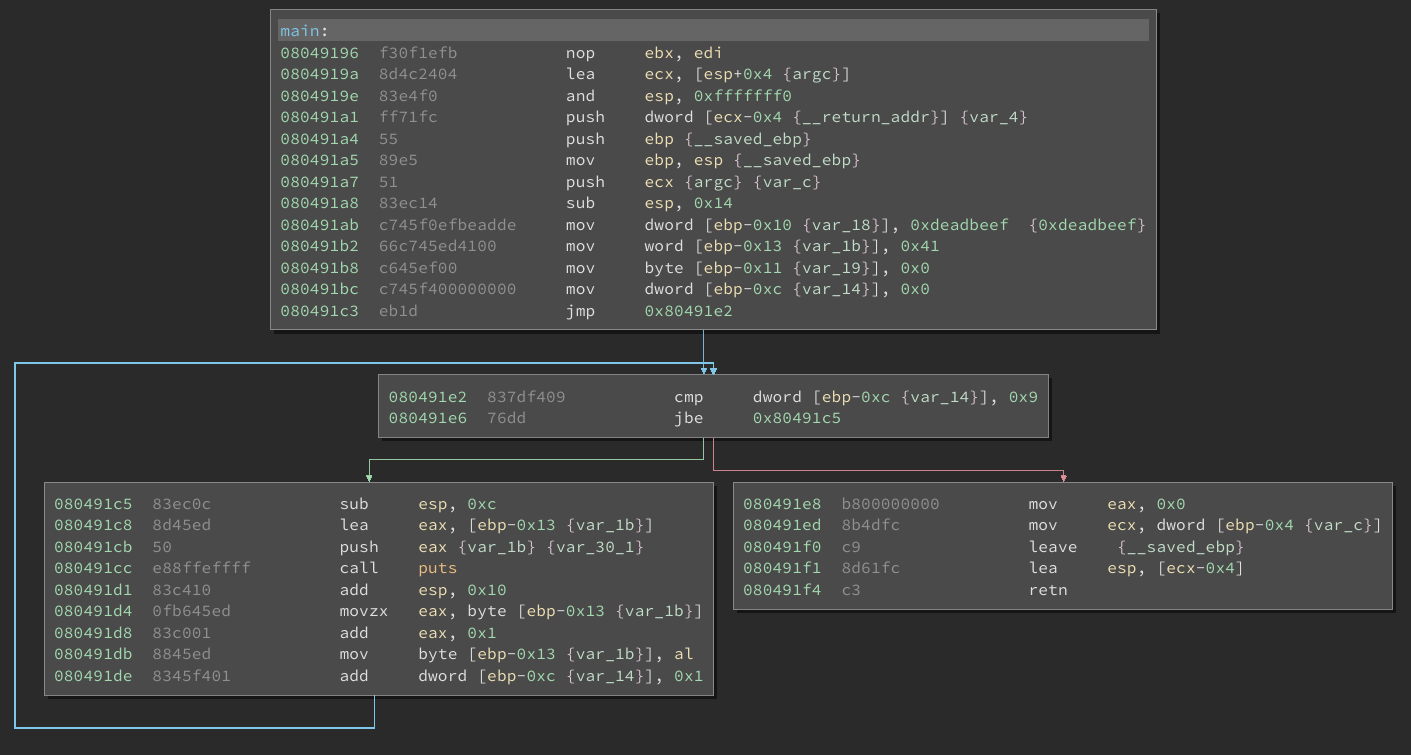 main:
08049196 f30f1efb nop ebx, edi
0804919a 8d4c2404 lea ecx, [esp+0x4 {argc}]
0804919e 83e4f0 and esp, 0xfffffff0
080491a1 ff71fc push dword [ecx-0x4 {__return_addr}] {var_4}
080491a4 55 push ebp {__saved_ebp}
080491a5 89e5 mov ebp, esp {__saved_ebp}
080491a7 51 push ecx {argc} {var_c}
080491a8 83ec14 sub esp, 0x14
080491ab c745f0efbeadde mov dword [ebp-0x10 {var_18}], 0xdeadbeef {0xdeadbeef}
080491b2 66c745ed4100 mov word [ebp-0x13 {var_1b}], 0x41
080491b8 c645ef00 mov byte [ebp-0x11 {var_19}], 0x0
080491bc c745f400000000 mov dword [ebp-0xc {var_14}], 0x0
080491c3 eb1d jmp 0x80491e2
080491e2 837df409 cmp dword [ebp-0xc {var_14}], 0x9
080491e6 76dd jbe 0x80491c5
080491c5 83ec0c sub esp, 0xc
080491c8 8d45ed lea eax, [ebp-0x13 {var_1b}]
080491cb 50 push eax {var_1b} {var_30_1}
080491cc e88ffeffff call puts
080491d1 83c410 add esp, 0x10
080491d4 0fb645ed movzx eax, byte [ebp-0x13 {var_1b}]
080491d8 83c001 add eax, 0x1
080491db 8845ed mov byte [ebp-0x13 {var_1b}], al
080491de 8345f401 add dword [ebp-0xc {var_14}], 0x1
080491e8 b800000000 mov eax, 0x0
080491ed 8b4dfc mov ecx, dword [ebp-0x4 {var_c}]
080491f0 c9 leave {__saved_ebp}
080491f1 8d61fc lea esp, [ecx-0x4]
080491f4 c3 retn